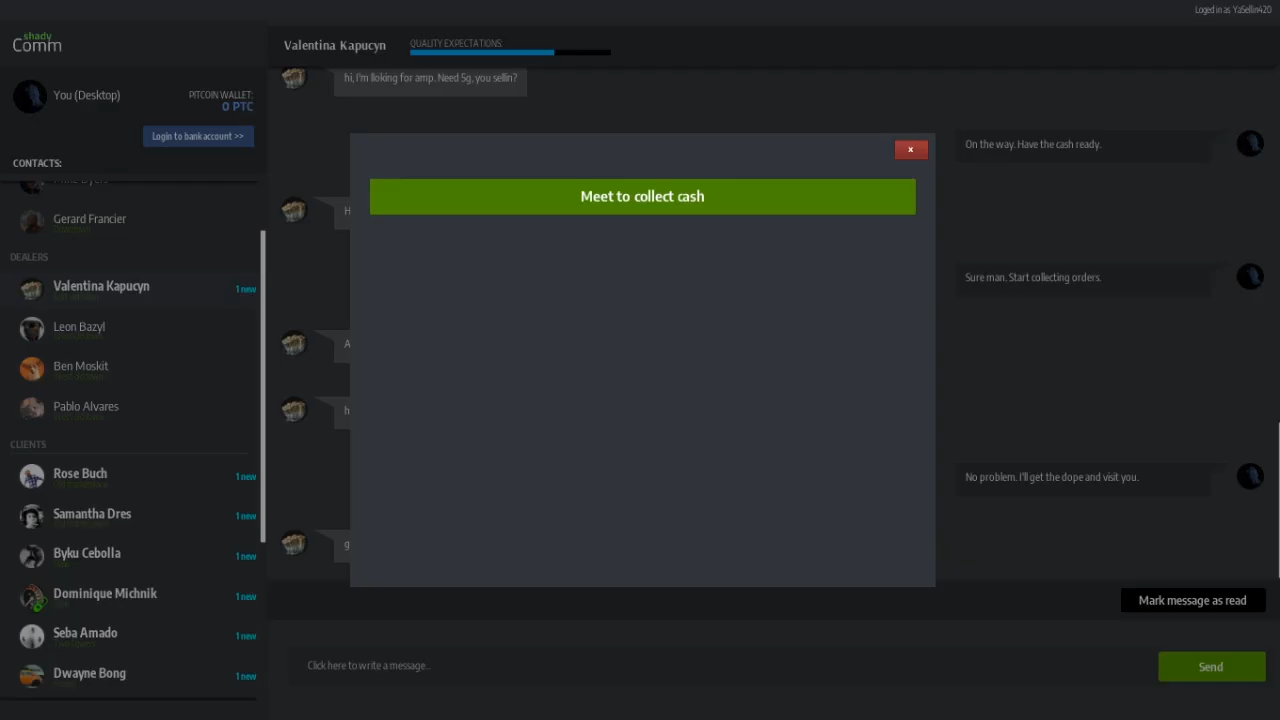 Loged in as YaSellin420
shady
Comm
Valentina Kapucyn
QUALITY EXPECTATIONS:
hi, I'm lloking for amp. Need 5g, you sellin?
You (Desktop)
PITCOIN WALLET:
0 PTC
Login to bank account >>
On the way. Have the cash ready.
x
CONTACTS:
Meet to collect cash
Gerard Francier
H
DEALERS
Sure man. Start collecting orders.
Valentina Kapucyn
1 new
Leon Bazyl
A
Ben Moskit
Pablo Alvares
h
CLIENTS
Rose Buch
1 new
No problem. I'll get the dope and visit you.
Samantha Dres
1 new
g
Byku Cebolla
1 new
Dominique Michnik
1 new
Mark message as read
Seba Amado
1 new
Click here to write a message..
Send
Dwayne Bong
1 new